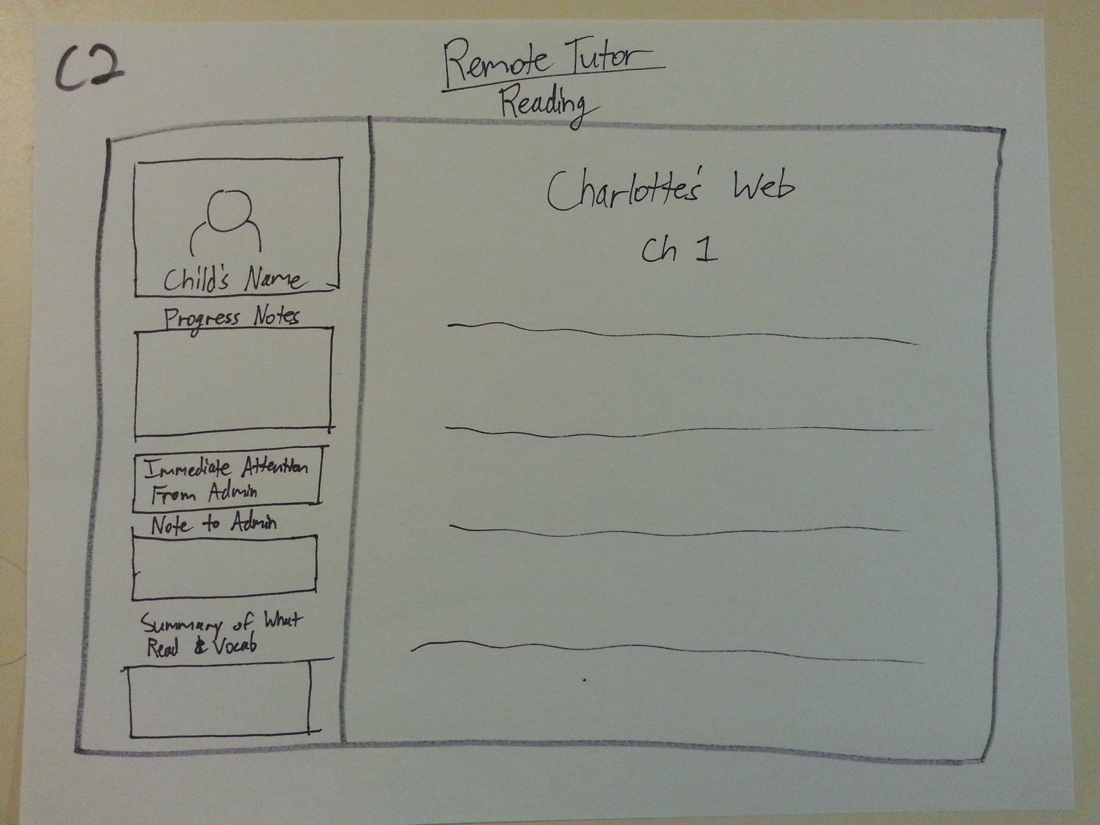 C2
Remote Tutor
Reading
Child's Name
Progress Notes
Immediate Attention
From Admin
Note to Admin
Summary of What
Read & Vocab
Charlotte's Web
Ch 1